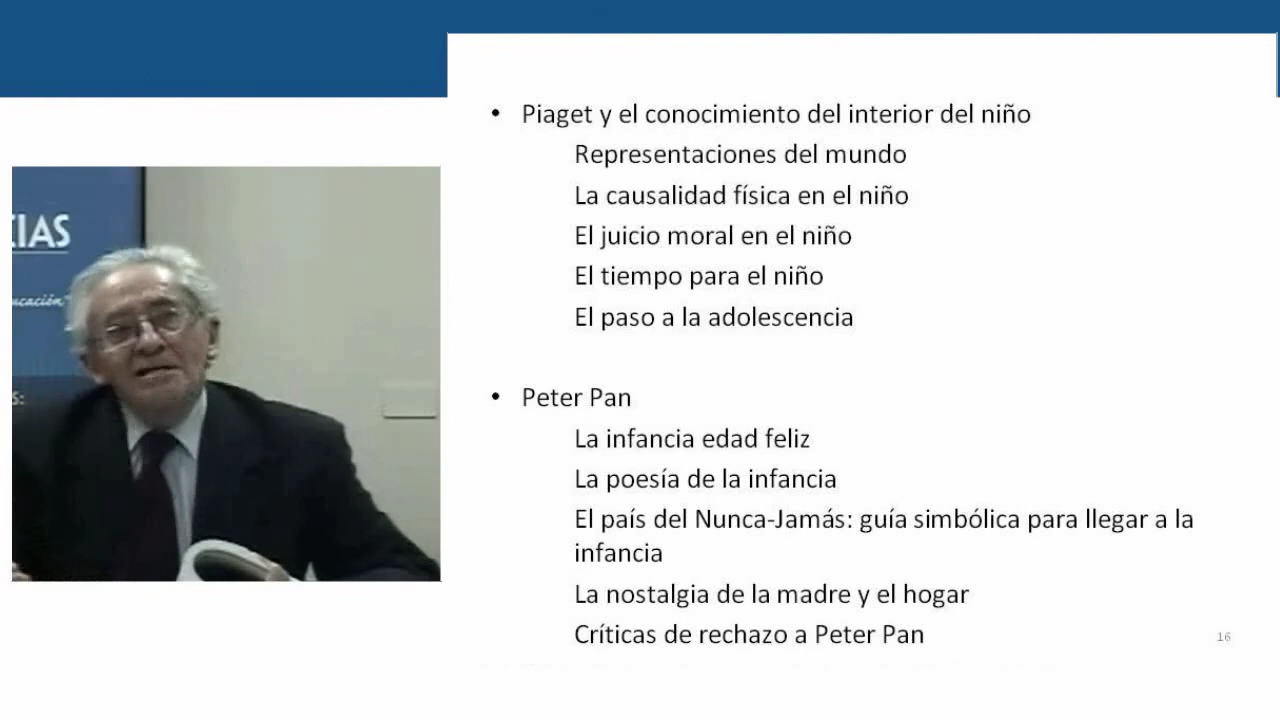 • Piaget y el conocimiento del interior del niño
Representaciones del mundo
La causalidad física en el niño
El juicio moral en el niño
El tiempo para el niño
El paso a la adolescencia
• Peter Pan
La infancia edad feliz
La poesía de la infancia
El país del Nunca-Jamás: guía simbólica para llegar a la
infancia
La nostalgia de la madre y el hogar
Críticas de rechazo a Peter Pan
16